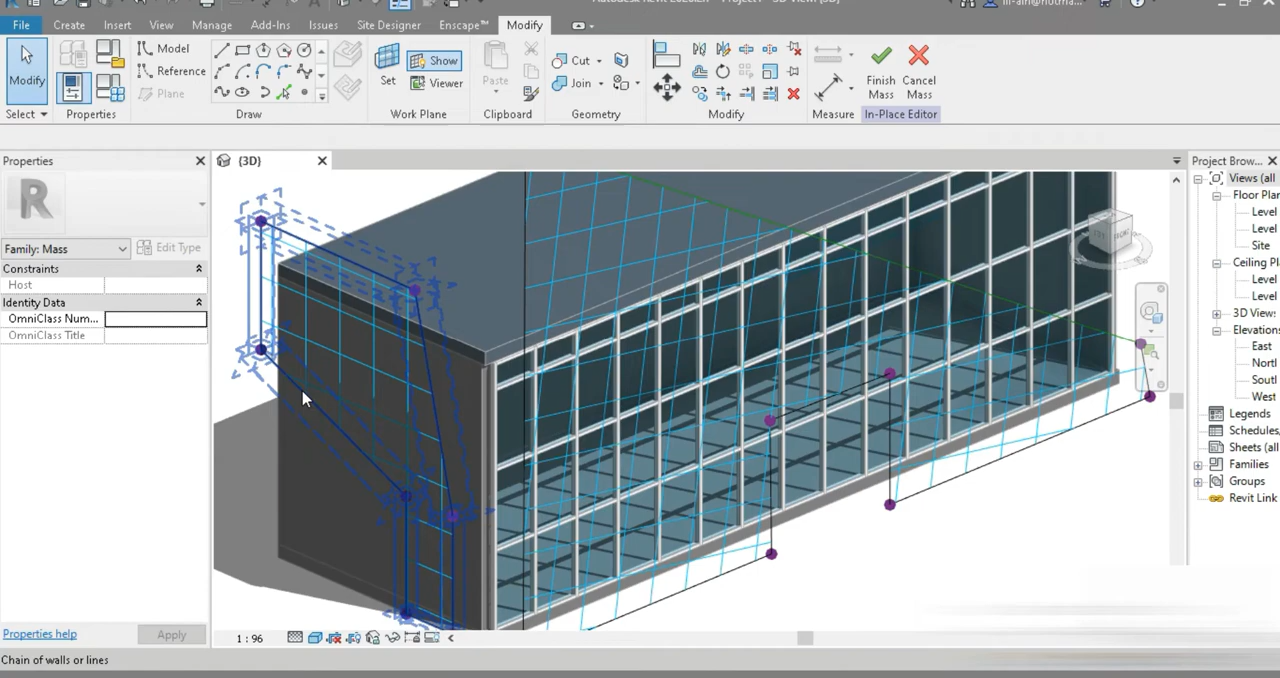 File Create Insert View Manage Add-Ins Issues Site Designer Enscape™ Modify
Modify
Select
Properties
Model
Reference
Plane
Draw
Set
Show
Viewer
Work Plane
Paste
Clipboard
Cut
Join
Geometry
Modify
Measure
Finish Mass
Cancel Mass
In-Place Editor
Properties
R
Family: Mass
Edit Type
Constraints
Host
Identity Data
OmniClass Num...
OmniClass Title
Properties help
Apply
{3D}
1 : 96
Chain of walls or lines
Project Brow...
Views (all
Floor Plan
Level
Level
Site
Ceiling Pl
Level
Level
3D Views
Elevations
East
West
Legends
Schedules,
Sheets (all
Families
Groups
Revit Link